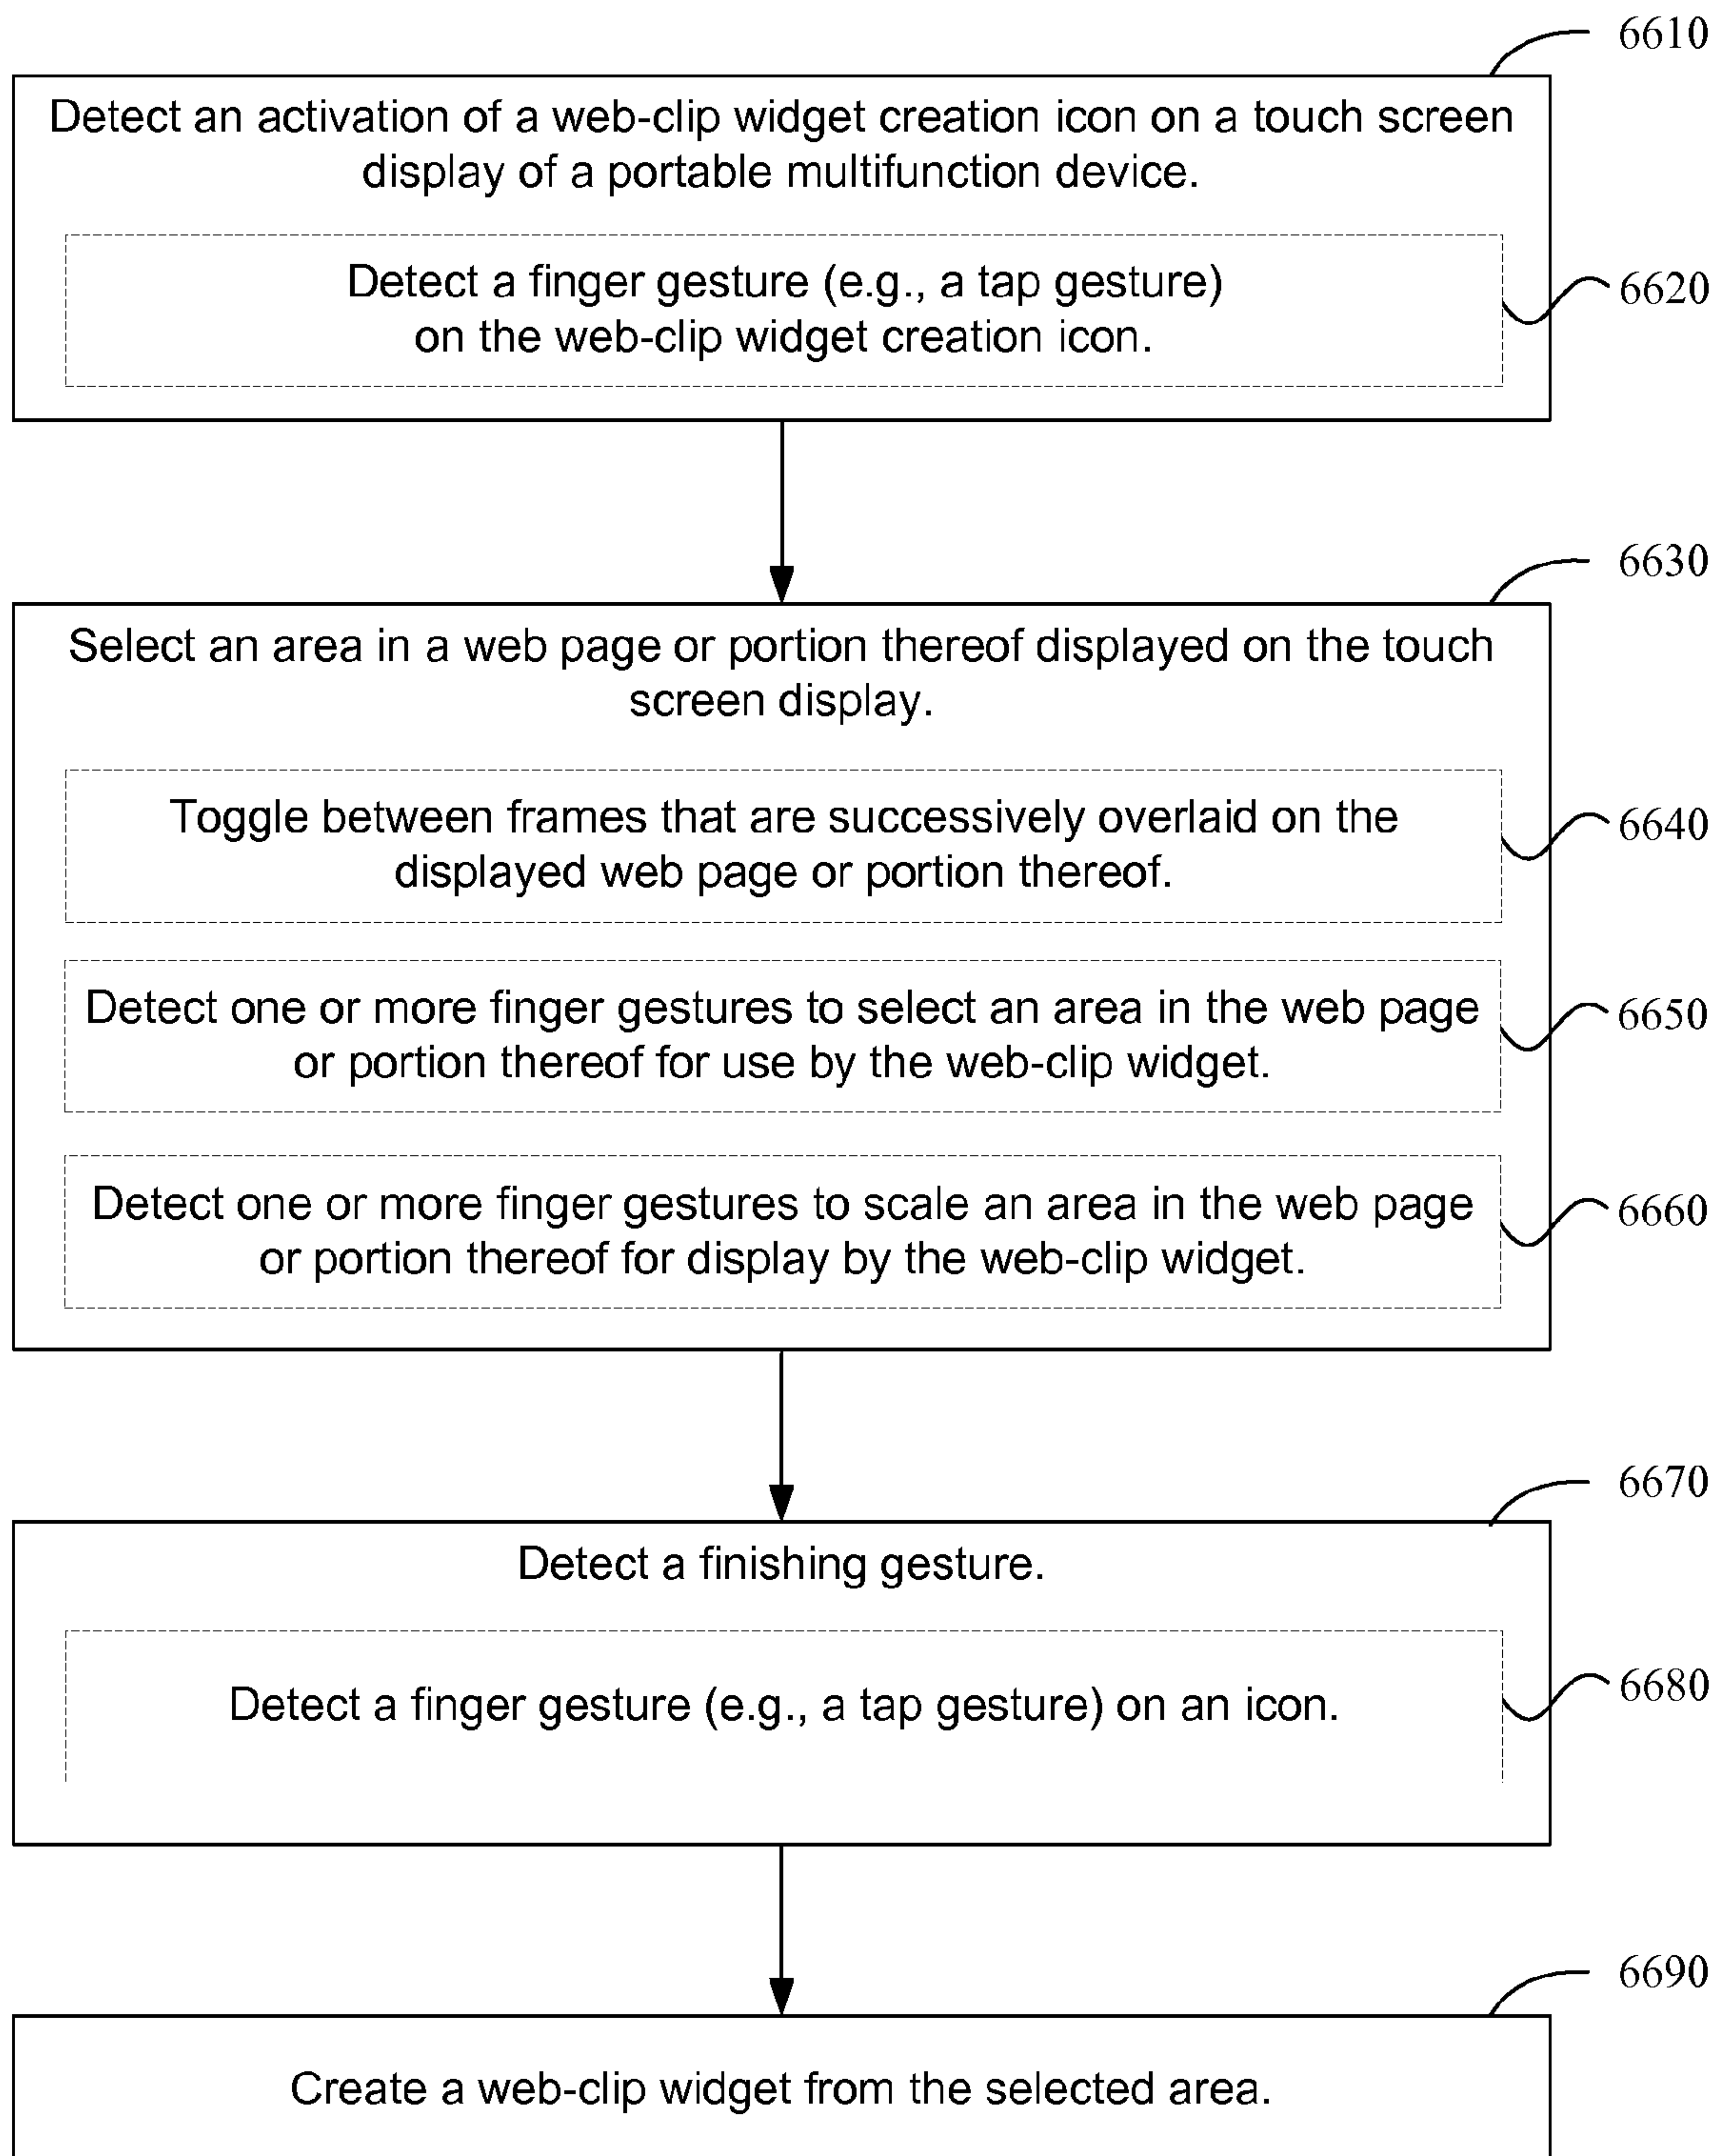 6610
Detect an activation of a web-clip widget creation icon on a touch screen
display of a portable multifunction device.
Detect a finger gesture (e.g., a tap gesture)
on the web-clip widget creation icon.
6620
6630
Select an area in a web page or portion thereof displayed on the touch
screen display.
Toggle between frames that are successively overlaid on the
displayed web page or portion thereof.
6640
Detect one or more finger gestures to select an area in the web page
or portion thereof for use by the web-clip widget.
6650
Detect one or more finger gestures to scale an area in the web page
or portion thereof for display by the web-clip widget.
6660
6670
Detect a finishing gesture.
Detect a finger gesture (e.g., a tap gesture) on an icon.
6680
6690
Create a web-clip widget from the selected area.